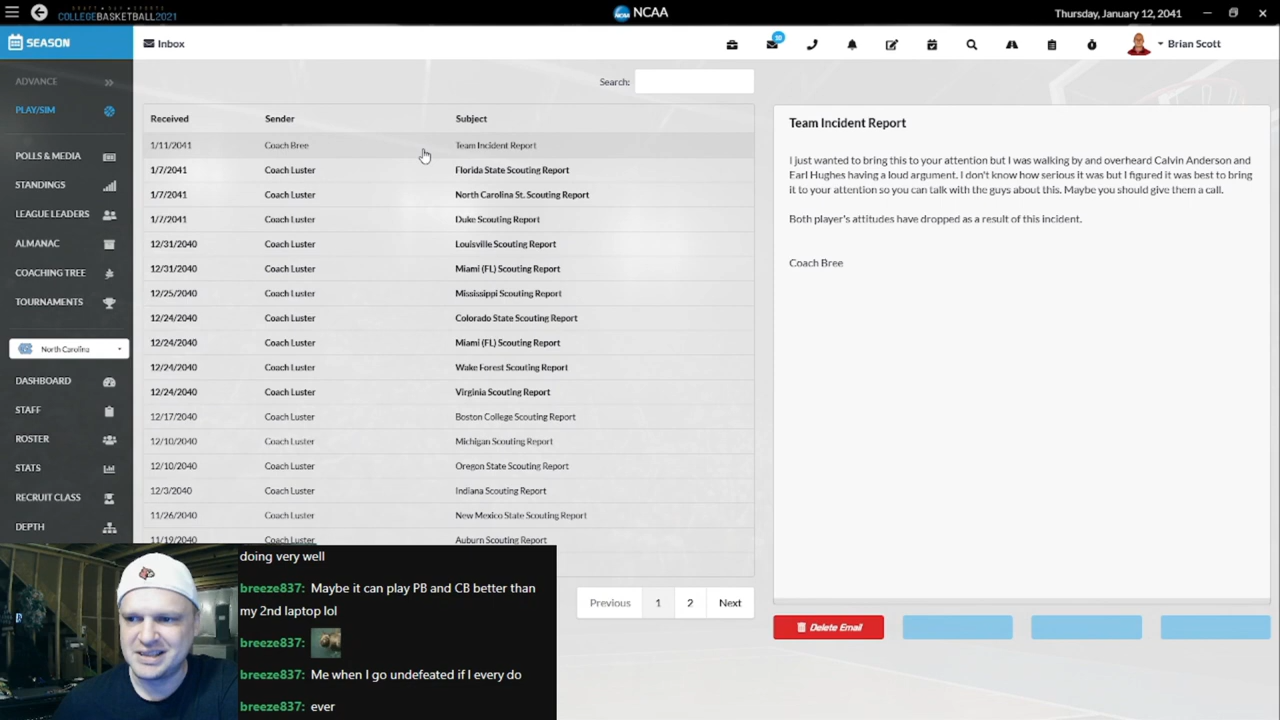 DRAFT DAY SPORTS
COLLEGEBASKETBALL2021
NCAA
Thursday, January 12, 2041
SEASON
ADVANCE
PLAY/SIM
POLLS & MEDIA
STANDINGS
LEAGUE LEADERS
ALMANAC
COACHING TREE
TOURNAMENTS
North Carolina
DASHBOARD
STAFF
ROSTER
STATS
RECRUIT CLASS
DEPTH
Inbox
10
Brian Scott
Search:
Received Sender Subject
1/11/2041 Coach Bree Team Incident Report
1/7/2041 Coach Luster Florida State Scouting Report
1/7/2041 Coach Luster North Carolina St. Scouting Report
1/7/2041 Coach Luster Duke Scouting Report
12/31/2040 Coach Luster Louisville Scouting Report
12/31/2040 Coach Luster Miami (FL) Scouting Report
12/25/2040 Coach Luster Mississippi Scouting Report
12/24/2040 Coach Luster Colorado State Scouting Report
12/24/2040 Coach Luster Miami (FL) Scouting Report
12/24/2040 Coach Luster Wake Forest Scouting Report
12/24/2040 Coach Luster Virginia Scouting Report
12/17/2040 Coach Luster Boston College Scouting Report
12/10/2040 Coach Luster Michigan Scouting Report
12/10/2040 Coach Luster Oregon State Scouting Report
12/3/2040 Coach Luster Indiana Scouting Report
11/26/2040 Coach Luster New Mexico State Scouting Report
11/19/2040 Coach Luster Auburn Scouting Report
Previous 1 2 Next
Team Incident Report
I just wanted to bring this to your attention but I was walking by and overheard Calvin Anderson and
Earl Hughes having a loud argument. I don't know how serious it was but I figured it was best to bring
it to your attention so you can talk with the guys about this. Maybe you should give them a call.
Both player's attitudes have dropped as a result of this incident.
Coach Bree
Delete Email
doing very well
breeze837: Maybe it can play PB and CB better than
my 2nd laptop lol
breeze837:
breeze837: Me when I go undefeated if I every do
breeze837: ever